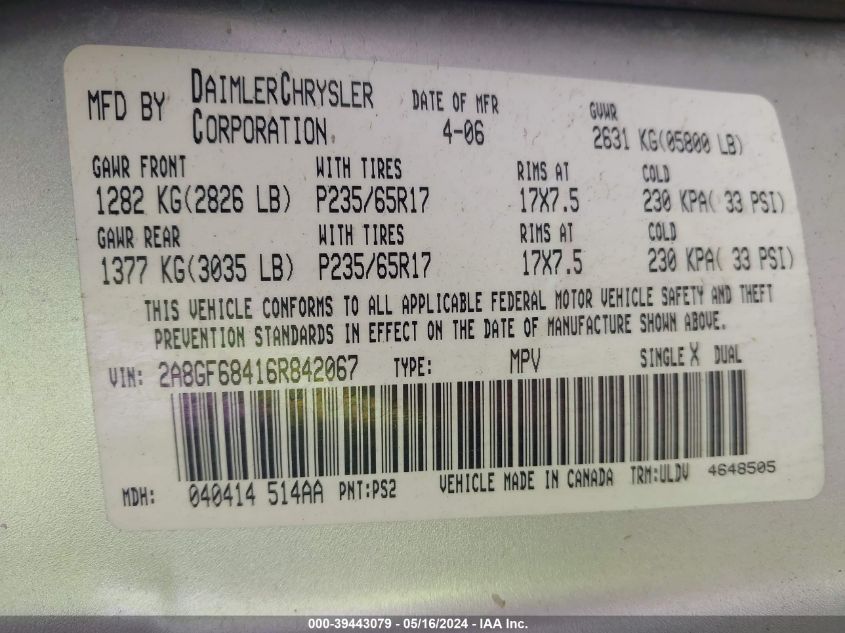 MFD BY DAIMLERCHRYSLER CORPORATION DATE OF MFR 4-06 GVWR 2631 KG(05800 LB)
GAWR FRONT WITH TIRES RIMS AT COLD
1282 KG(2826 LB) P235/65R17 17X7.5 230 KPA( 33 PSI)
GAWR REAR WITH TIRES RIMS AT COLD
1377 KG(3035 LB) P235/65R17 17X7.5 230 KPA( 33 PSI)
THIS VEHICLE CONFORMS TO ALL APPLICABLE FEDERAL MOTOR VEHICLE SAFETY AND THEFT
PREVENTION STANDARDS IN EFFECT ON THE DATE OF MANUFACTURE SHOWN ABOVE.
VIN: 2A8GF68416R842067 TYPE: MPV SINGLE X DUAL
MDH: 040414 514AA PNT:PS2 VEHICLE MADE IN CANADA TRM:ULDV 4648505
000-39443079 - 05/16/2024 - IAA Inc.